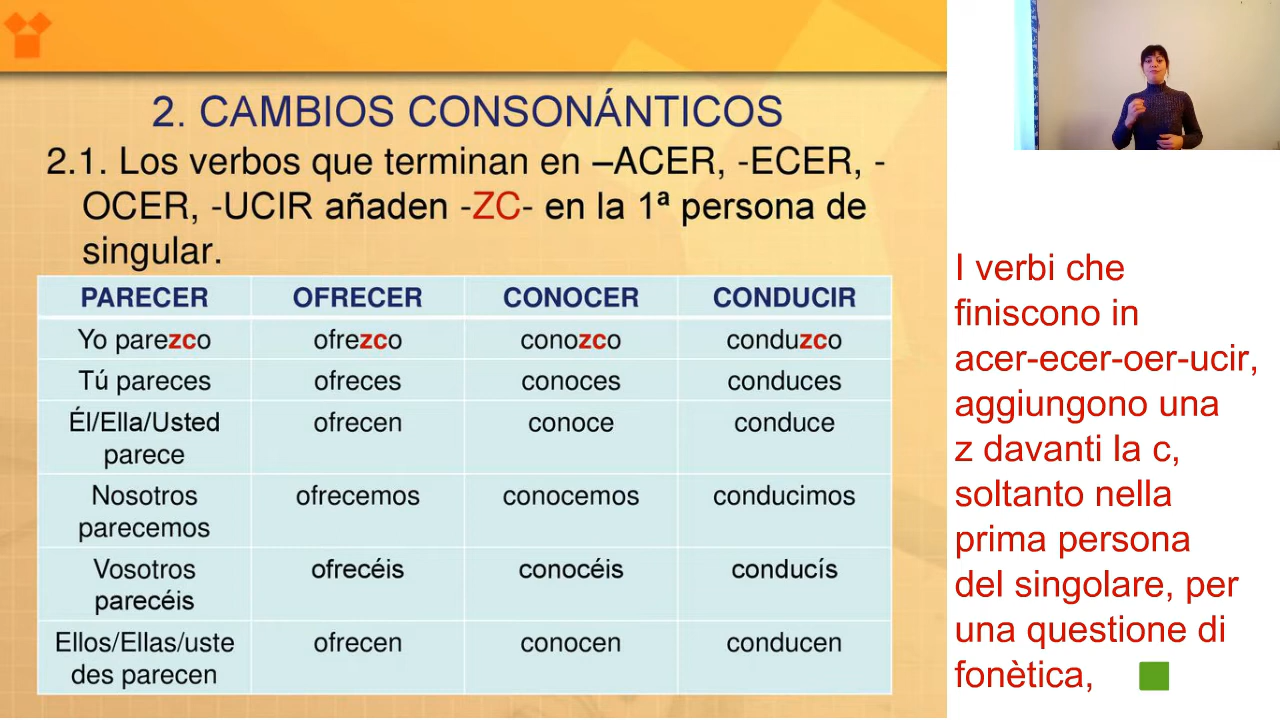 2. CAMBIOS CONSONÁNTICOS
2.1. Los verbos que terminan en –ACER, -ECER, -
OCER, -UCIR añaden -ZC- en la 1ª persona de
singular.
PARECER OFRECER CONOCER CONDUCIR
Yo parezco ofrezco conozco conduzco
Tú pareces ofreces conoces conduces
Él/Ella/Usted ofrecen conoce conduce
parece
Nosotros ofrecemos conocemos conducimos
parecemos
Vosotros ofrecéis conocéis conducís
parecéis
Ellos/Ellas/uste ofrecen conocen conducen
des parecen
I verbi che
finiscono in
acer-ecer-oer-ucir,
aggiungono una
z davanti la c,
soltanto nella
prima persona
del singolare, per
una questione di
fonètica,